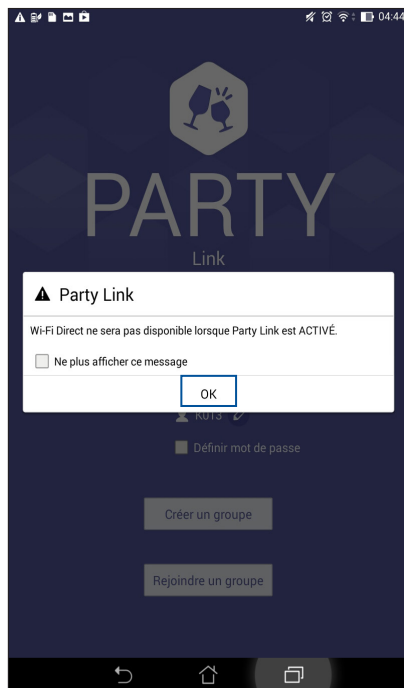 04:44
PARTY
Link
Party Link
Wi-Fi Direct ne sera pas disponible lorsque Party Link est ACTIVÉ.
Ne plus afficher ce message
OK
K013
Définir mot de passe
Créer un groupe
Rejoindre un groupe